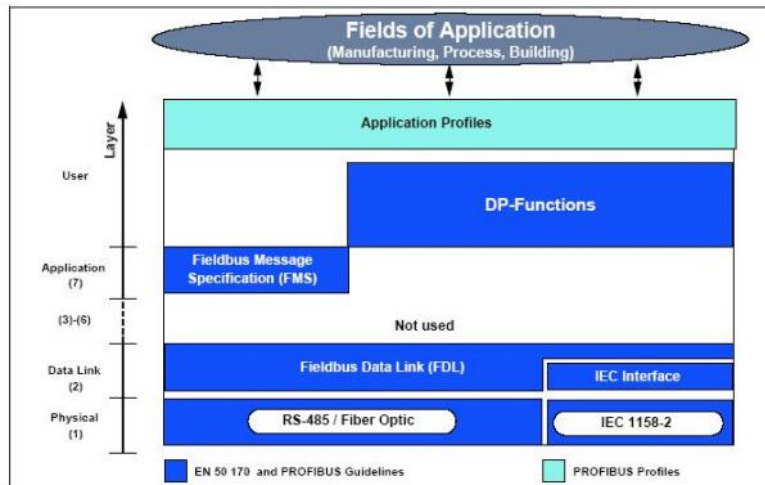 Fields of Application
(Manufacturing, Process, Building)
Layer
Application Profiles
User
DP-Functions
Application
(7)
Fieldbus Message
Specification (FMS)
(3)-(6)
Not used
Data Link
(2)
Fieldbus Data Link (FDL)
IEC Interface
Physical
(1)
RS-485 / Fiber Optic
IEC 1158-2
EN 50 170 and PROFIBUS Guidelines
PROFIBUS Profiles